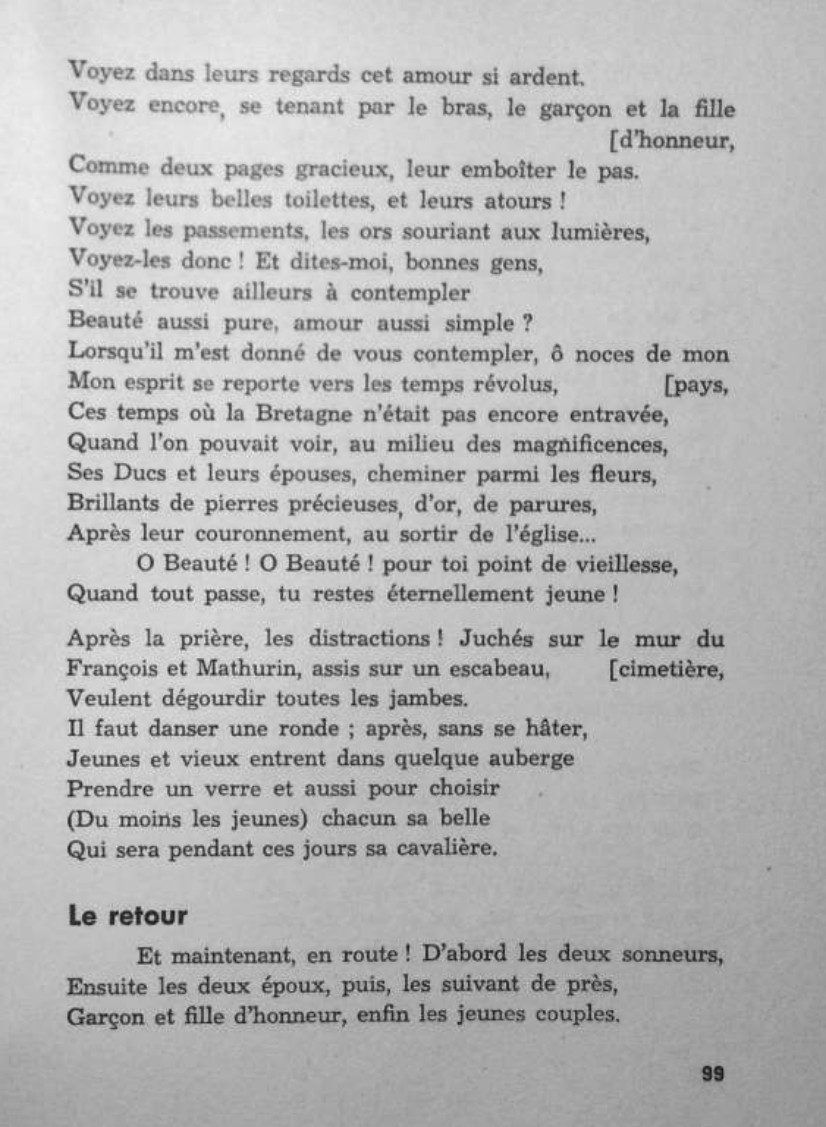 Voyez dans leurs regards cet amour si ardent.
Voyez encore, se tenant par le bras, le garçon et la fille
[d'honneur,
Comme deux pages gracieux, leur emboîter le pas.
Voyez leurs belles toilettes, et leurs atours !
Voyez les passements, les ors souriant aux lumières,
Voyez-les donc ! Et dites-moi, bonnes gens,
S'il se trouve ailleurs à contempler
Beauté aussi pure, amour aussi simple ?
Lorsqu'il m'est donné de vous contempler, ô noces de mon
Mon esprit se reporte vers les temps révolus, [pays,
Ces temps où la Bretagne n'était pas encore entravée,
Quand l'on pouvait voir, au milieu des magnificences,
Ses Ducs et leurs épouses, cheminer parmi les fleurs,
Brillants de pierres précieuses, d'or, de parures,
Après leur couronnement, au sortir de l'église...
O Beauté ! O Beauté ! pour toi point de vieillesse,
Quand tout passe, tu restes éternellement jeune !
Après la prière, les distractions ! Juchés sur le mur du
François et Mathurin, assis sur un escabeau, [cimetière,
Veulent dégourdir toutes les jambes.
Il faut danser une ronde ; après, sans se hâter,
Jeunes et vieux entrent dans quelque auberge
Prendre un verre et aussi pour choisir
(Du moins les jeunes) chacun sa belle
Qui sera pendant ces jours sa cavalière.
Le retour
Et maintenant, en route ! D'abord les deux sonneurs,
Ensuite les deux époux, puis, les suivant de près,
Garçon et fille d'honneur, enfin les jeunes couples.
99